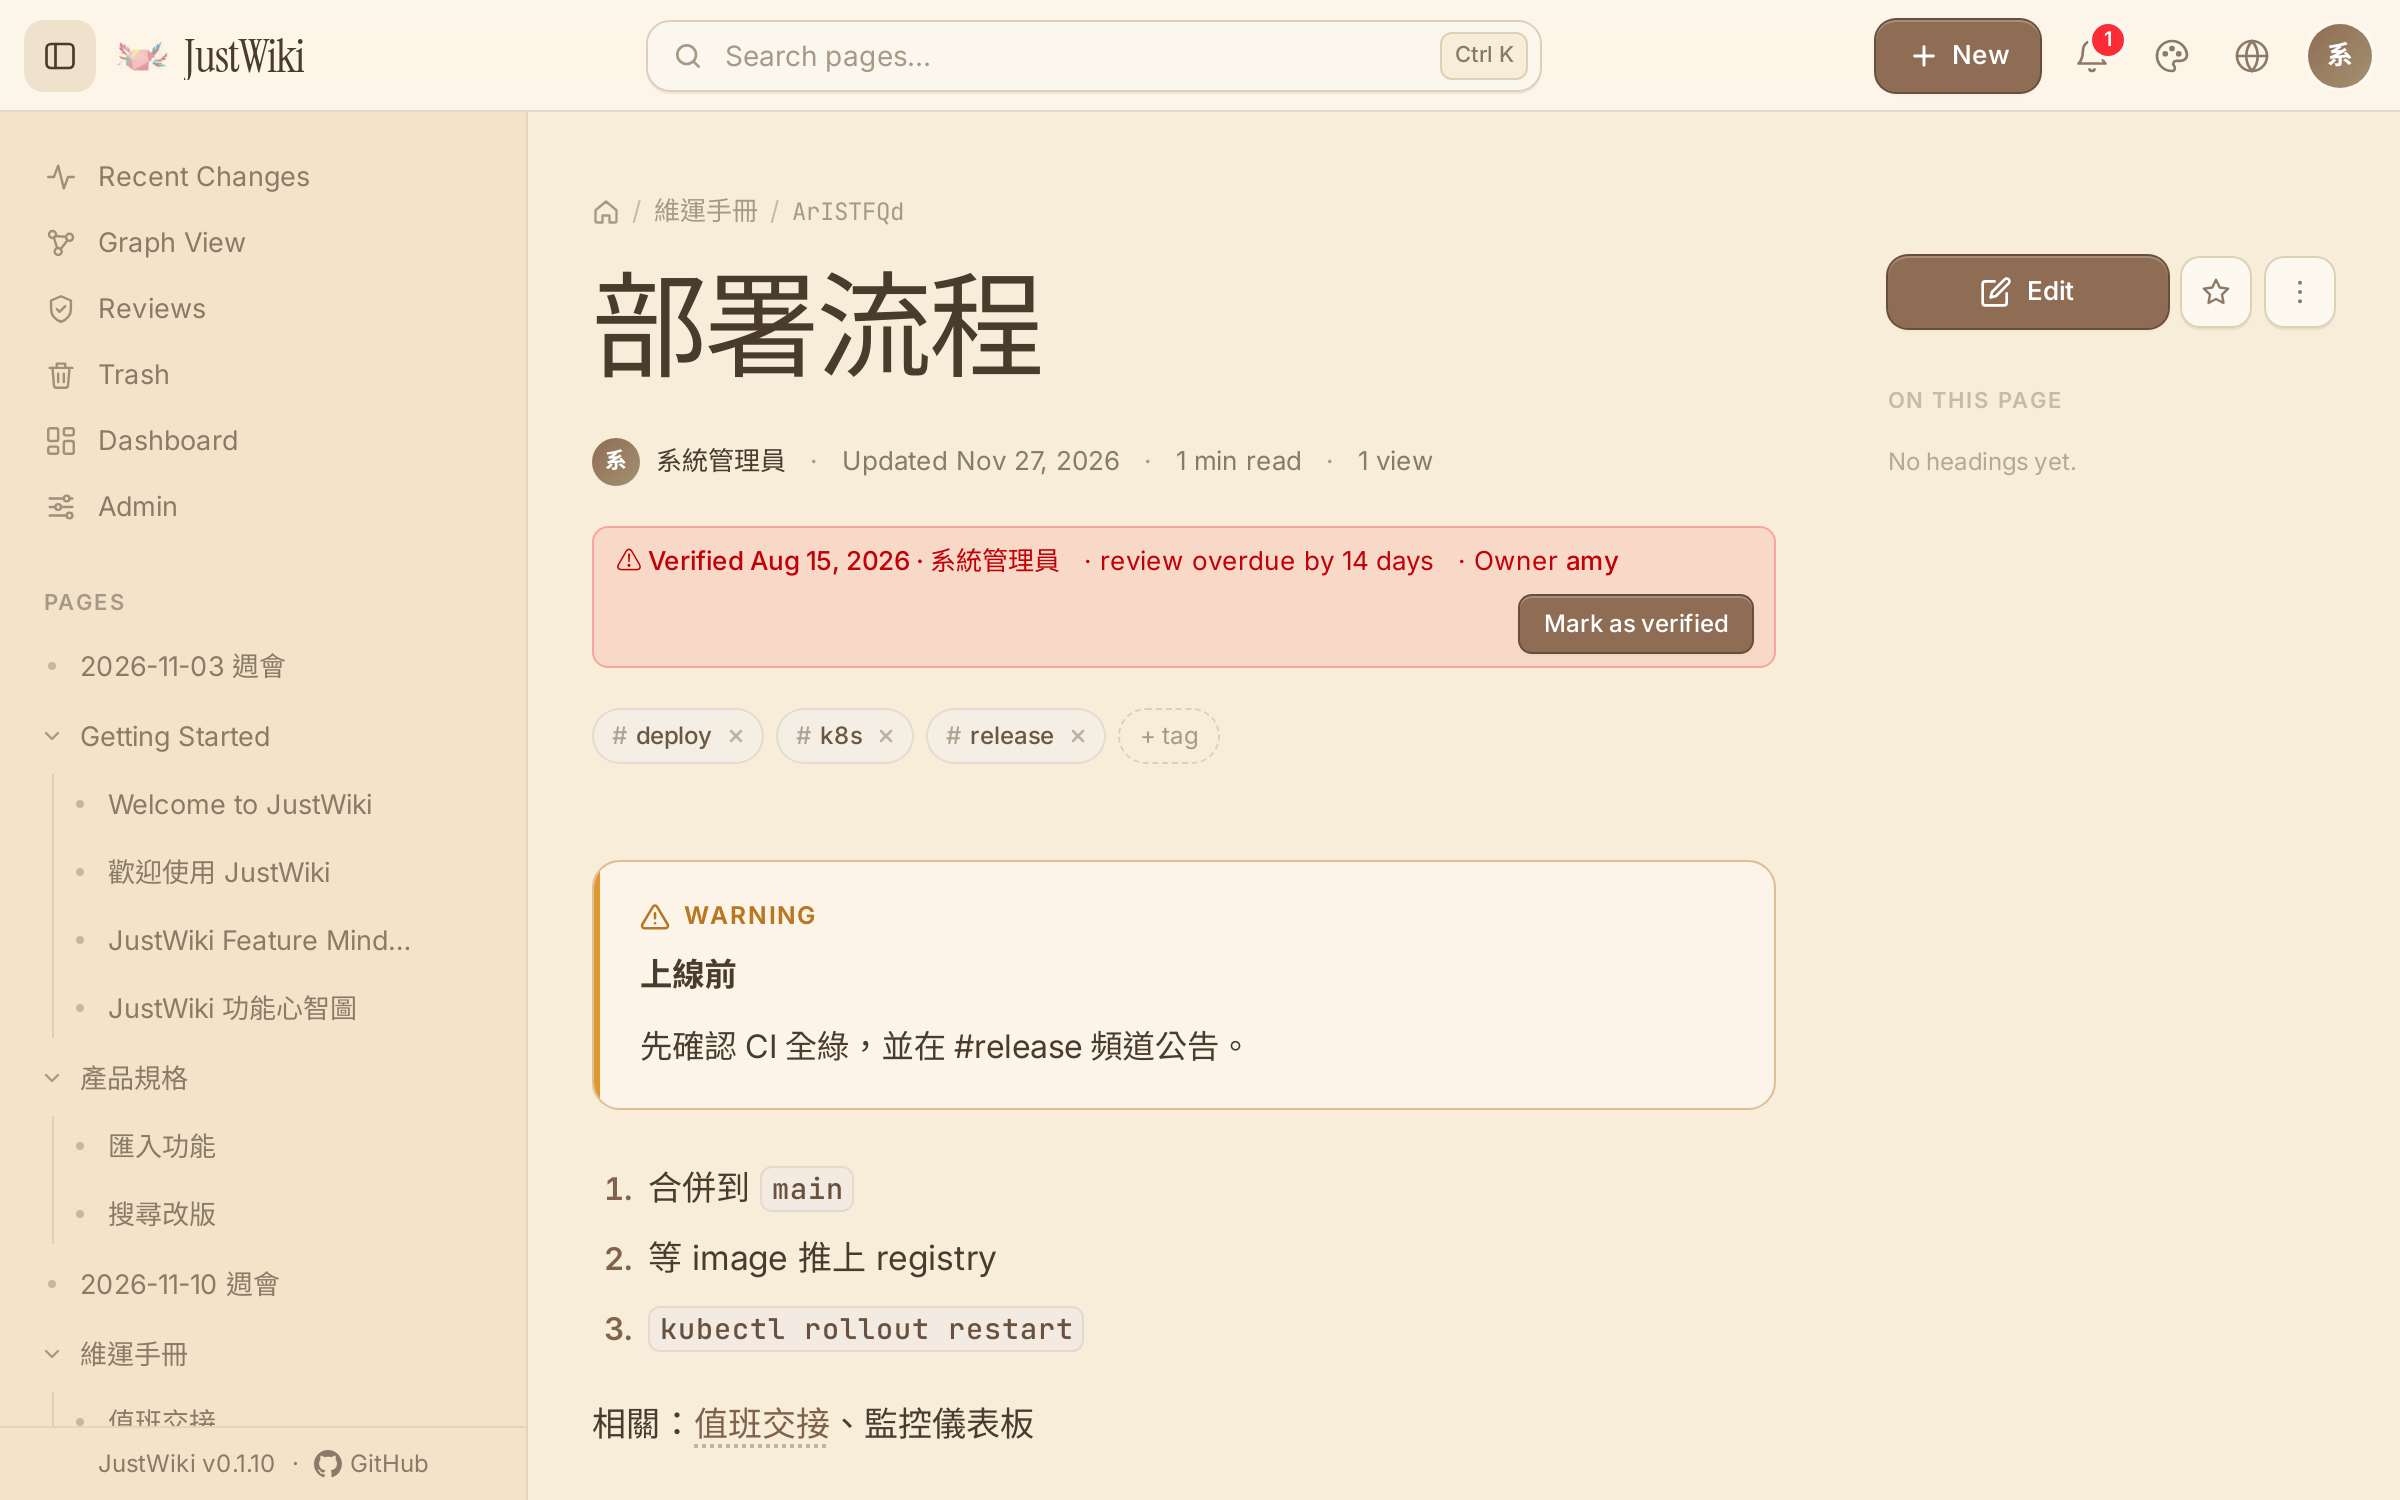 JustWiki
Search pages...
Ctrl K
New
1
系
Recent Changes
Graph View
Reviews
Trash
Dashboard
Admin
PAGES
2026-11-03 週會
Getting Started
Welcome to JustWiki
歡迎使用 JustWiki
JustWiki Feature Mind...
JustWiki 功能心智圖
產品規格
匯入功能
搜尋改版
2026-11-10 週會
維運手冊
值班交接
JustWiki v0.1.10 · GitHub
/ 維運手冊 / ArISTFQd
部署流程
系 系統管理員 · Updated Nov 27, 2026 · 1 min read · 1 view
Verified Aug 15, 2026 · 系統管理員 · review overdue by 14 days · Owner amy
Mark as verified
# deploy × # k8s × # release × + tag
WARNING
上線前
先確認 CI 全綠，並在 #release 頻道公告。
1. 合併到 main
2. 等 image 推上 registry
3. kubectl rollout restart
相關：值班交接、監控儀表板
Edit
ON THIS PAGE
No headings yet.